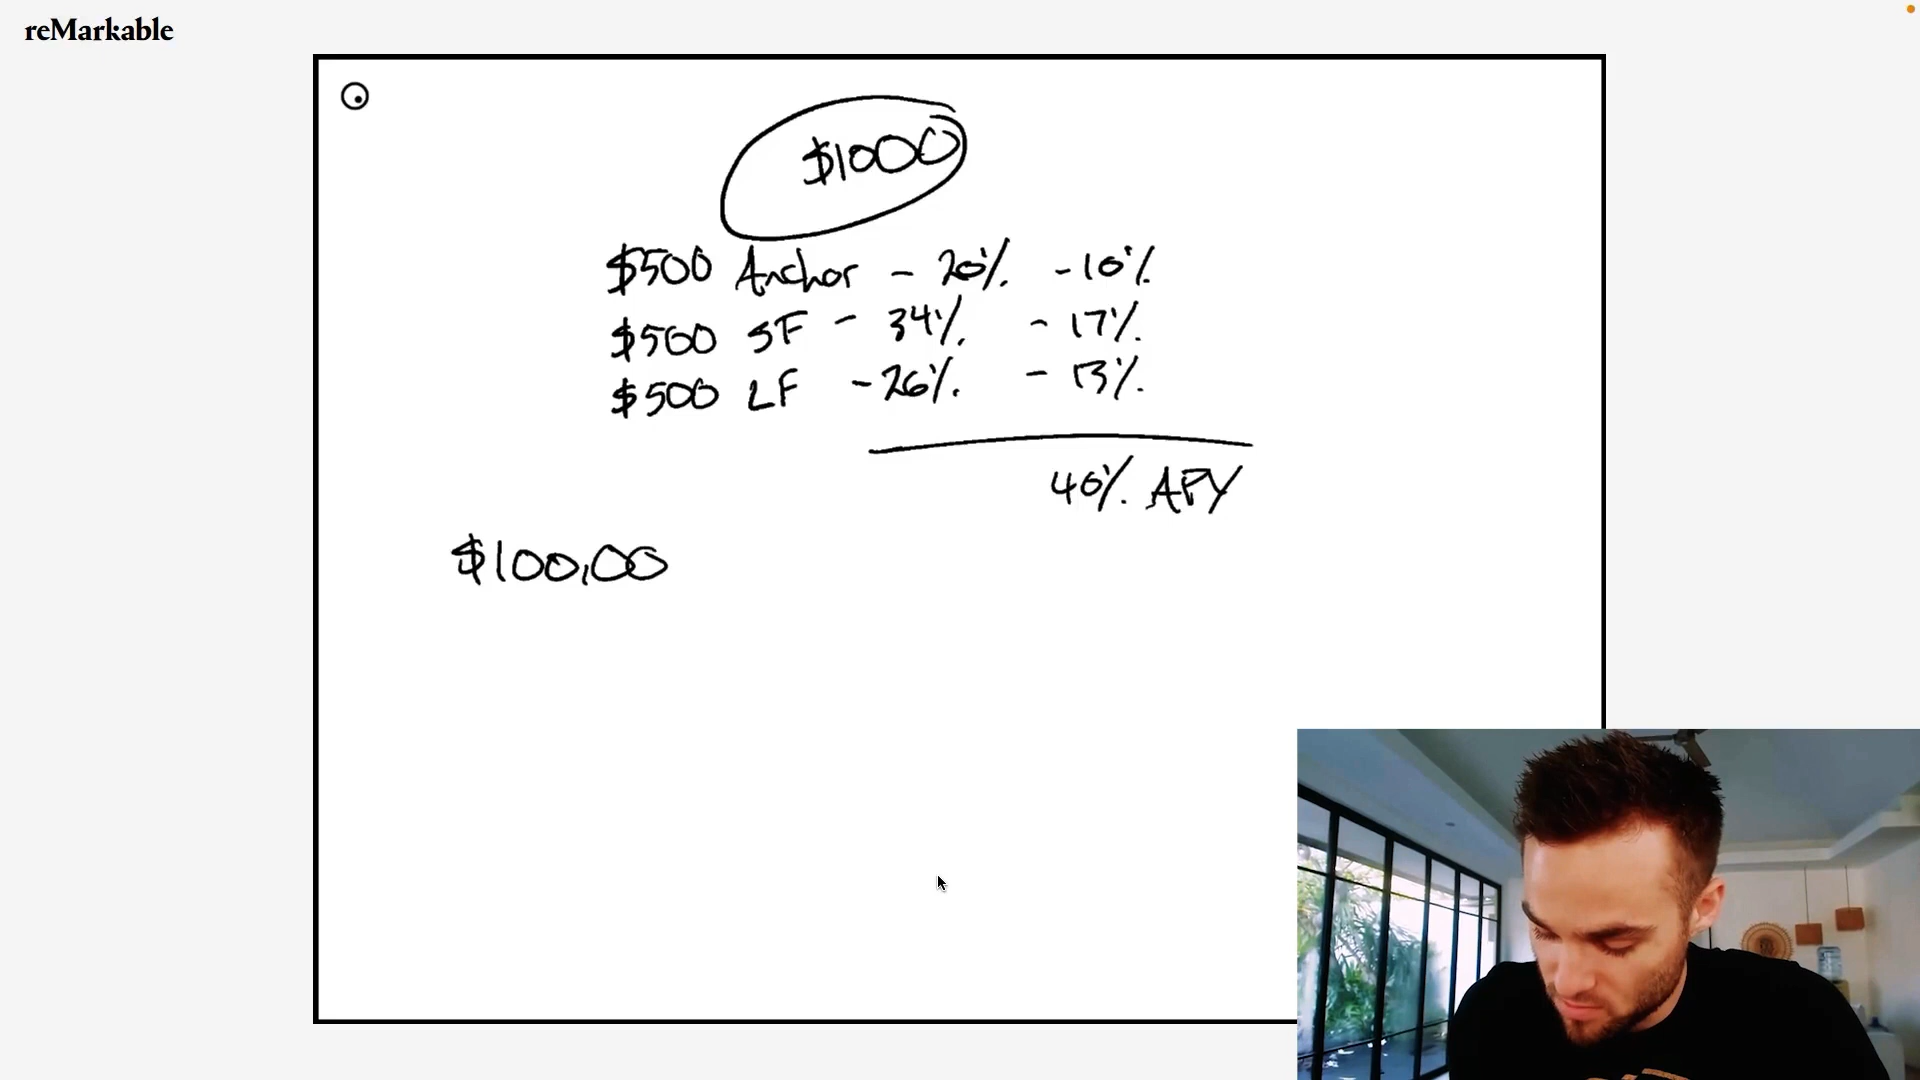 reMarkable
$1000
$500 Anchor - 20% - 10%
$500 SF - 34% - 17%
$500 LF - 26% - 13%
40% APY
$100,00